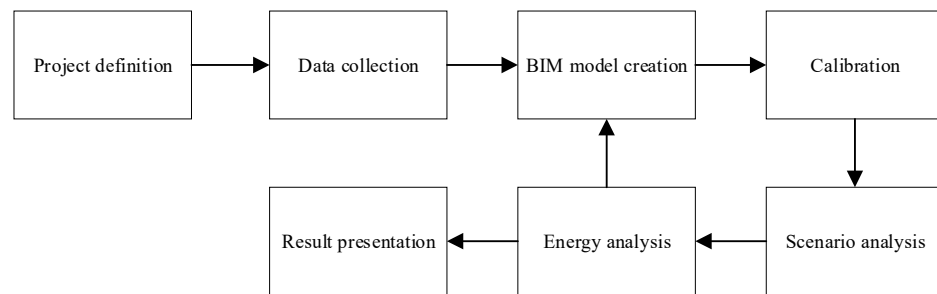 Project definition
Data collection
BIM model creation
Calibration
Result presentation
Energy analysis
Scenario analysis